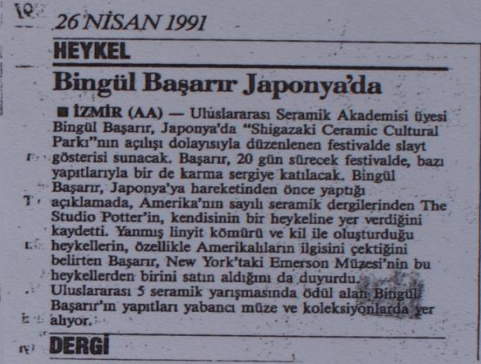 26 NİSAN 1991
HEYKEL
Bingül Başarır Japonya'da
■ İZMİR (AA) — Uluslararası Seramik Akademisi üyesi
Bingül Başarır, Japonya'da "Shigazaki Ceramic Cultural
Parkı"nın açılışı dolayısıyla düzenlenen festivalde slayt
gösterisi sunacak. Başarır, 20 gün sürecek festivalde, bazı
yapıtlarıyla bir de karma sergiye katılacak. Bingül
Başarır, Japonya'ya hareketinden önce yaptığı
açıklamada, Amerika'nın sayılı seramik dergilerinden The
Studio Potter'in, kendisinin bir heykeline yer verdiğini
kaydetti. Yanmış linyit kömürü ve kil ile oluşturduğu
heykellerin, özellikle Amerikalıların ilgisini çektiğini
belirten Başarır, New York'taki Emerson Müzesi'nin bu
heykellerden birini satın aldığını da duyurdu.
Uluslararası 5 seramik yarışmasında ödül alan Bingül
Başarır'ın yapıtları yabancı müze ve koleksiyonlarda yer
alıyor.
DERGİ